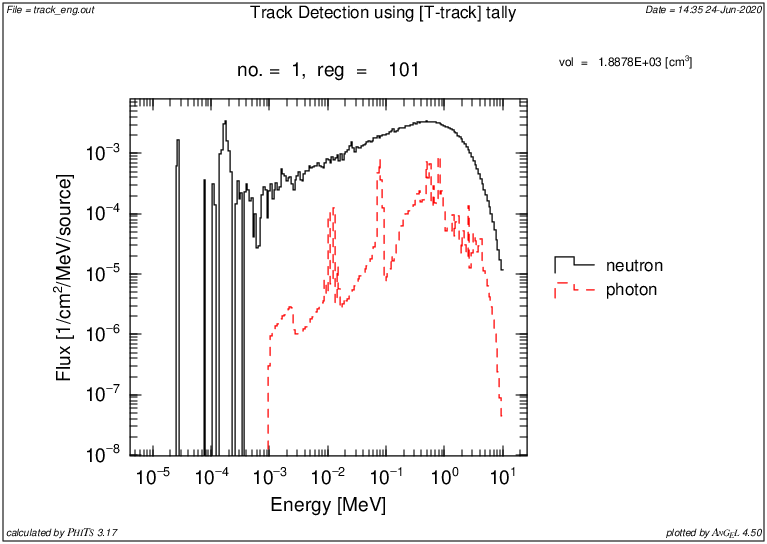 File = track_eng.out
Track Detection using [T-track] tally
Date = 14:35 24-Jun-2020
no. = 1, reg = 101
vol = 1.8878E+03 [cm³]
Flux [1/cm²/MeV/source]
10⁻³
10⁻⁴
10⁻⁵
10⁻⁶
10⁻⁷
10⁻⁸
neutron
photon
10⁻⁵ 10⁻⁴ 10⁻³ 10⁻² 10⁻¹ 10⁰ 10¹
Energy [MeV]
calculated by PHITS 3.17
plotted by ANGEL 4.50